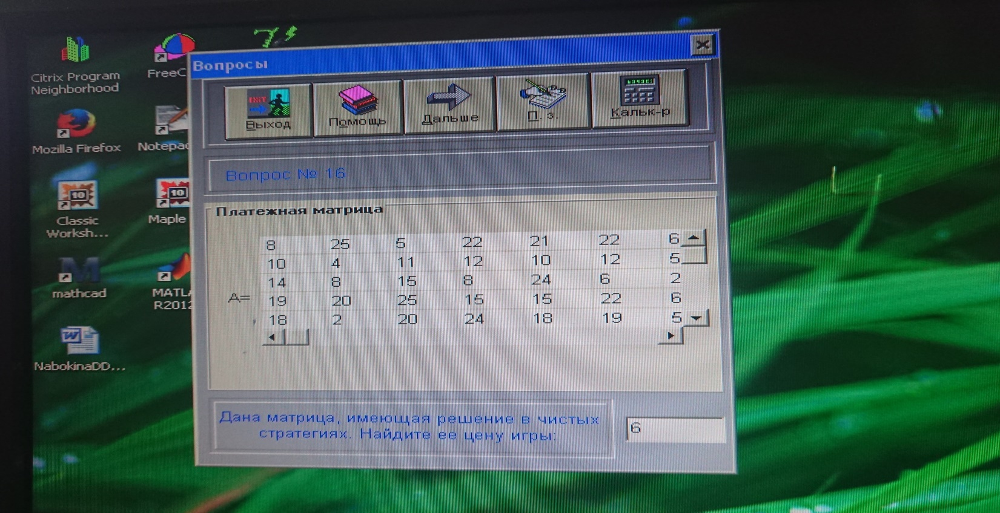 Citrix Program
Neighborhood
FreeC
Mozilla Firefox
Notepad
Classic
Worksh...
Maple
mathcad
MATLA
R2012
NabokinaDD...
Вопросы
EXIT
Выход
Помощь
Дальше
П. з.
Кальк-р
Вопрос № 16
Платежная матрица
A=
8 25 5 22 21 22 6
10 4 11 12 10 12 5
14 8 15 8 24 6 2
19 20 25 15 15 22 6
18 2 20 24 18 19 5
Дана матрица, имеющая решение в чистых
стратегиях. Найдите ее цену игры:
6